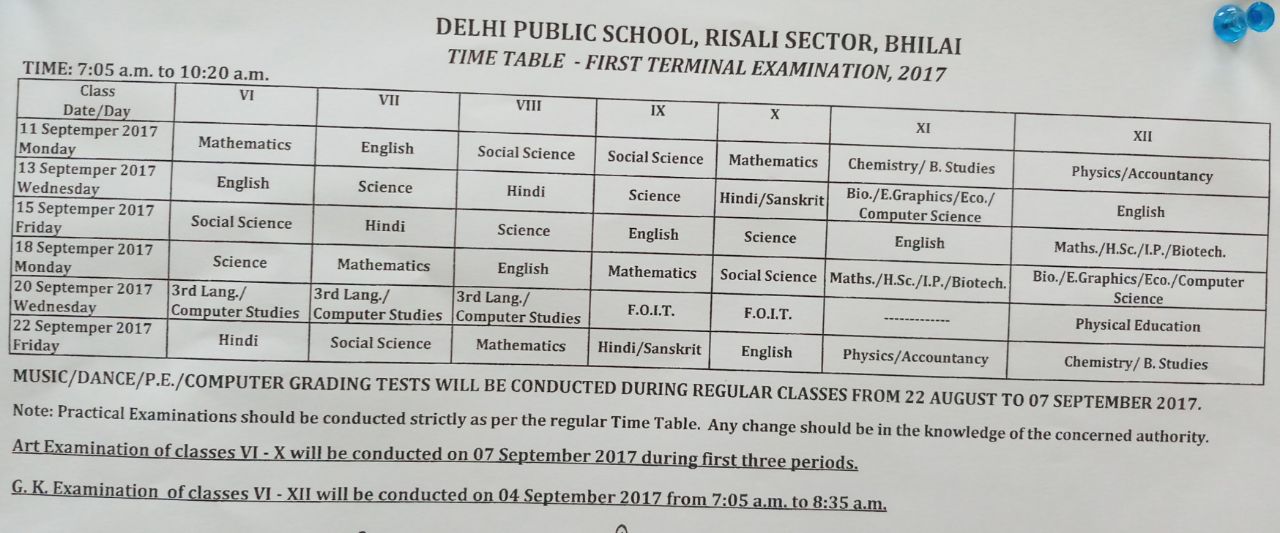 DELHI PUBLIC SCHOOL, RISALI SECTOR, BHILAI
TIME TABLE - FIRST TERMINAL EXAMINATION, 2017
TIME: 7:05 a.m. to 10:20 a.m.
Class Date/Day VI VII VIII IX X XI XII
11 Septemper 2017 Monday Mathematics English Social Science Social Science Mathematics Chemistry/ B. Studies Physics/Accountancy
13 Septemper 2017 Wednesday English Science Hindi Science Hindi/Sanskrit Bio./E.Graphics/Eco./ Computer Science English
15 Septemper 2017 Friday Social Science Hindi Science English Science English Maths./H.Sc./I.P./Biotech.
18 Septemper 2017 Monday Science Mathematics English Mathematics Social Science Maths./H.Sc./I.P./Biotech. Bio./E.Graphics/Eco./Computer Science
20 Septemper 2017 Wednesday 3rd Lang./ Computer Studies 3rd Lang./ Computer Studies 3rd Lang./ Computer Studies F.O.I.T. F.O.I.T. ------------- Physical Education
22 Septemper 2017 Friday Hindi Social Science Mathematics Hindi/Sanskrit English Physics/Accountancy Chemistry/ B. Studies
MUSIC/DANCE/P.E./COMPUTER GRADING TESTS WILL BE CONDUCTED DURING REGULAR CLASSES FROM 22 AUGUST TO 07 SEPTEMBER 2017.
Note: Practical Examinations should be conducted strictly as per the regular Time Table. Any change should be in the knowledge of the concerned authority.
Art Examination of classes VI - X will be conducted on 07 September 2017 during first three periods.
G. K. Examination of classes VI - XII will be conducted on 04 September 2017 from 7:05 a.m. to 8:35 a.m.